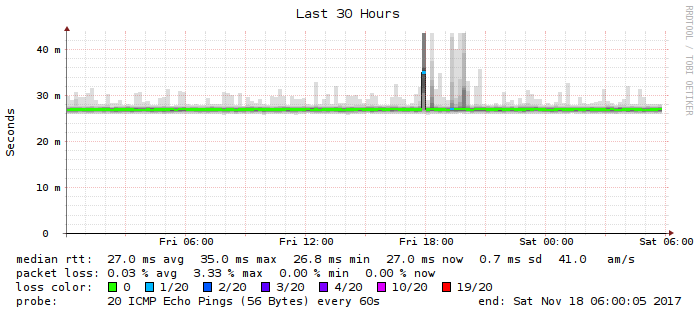 Last 30 Hours
RRDTOOL / TOBI OETIKER
Seconds
40 m
30 m
20 m
10 m
0
Fri 06:00 Fri 12:00 Fri 18:00 Sat 00:00 Sat 06:00
median rtt: 27.0 ms avg 35.0 ms max 26.8 ms min 27.0 ms now 0.7 ms sd 41.0 am/s
packet loss: 0.03 % avg 3.33 % max 0.00 % min 0.00 % now
loss color: 0 1/20 2/20 3/20 4/20 10/20 19/20
probe: 20 ICMP Echo Pings (56 Bytes) every 60s end: Sat Nov 18 06:00:05 2017